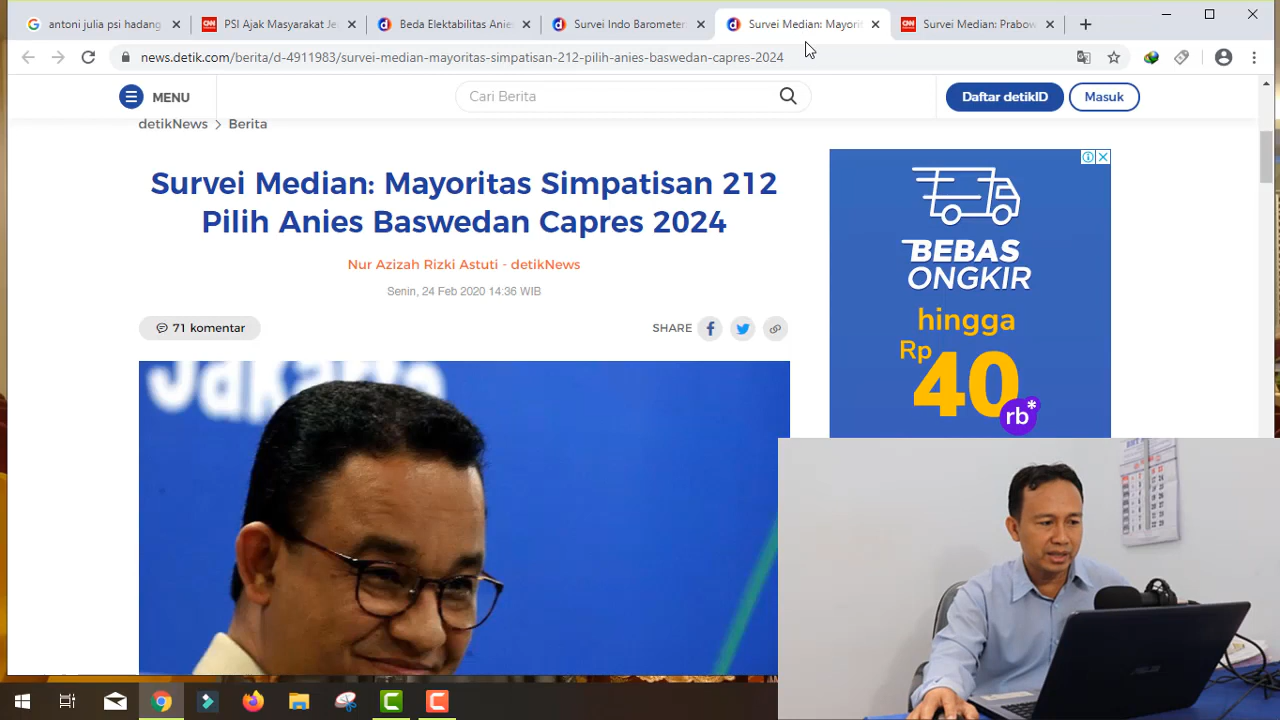 antoni julia psi hadang
PSI Ajak Masyarakat Je
Beda Elektabilitas Anie
Survei Indo Barometer
Survei Median: Mayorit
Survei Median: Prabow
news.detik.com/berita/d-4911983/survei-median-mayoritas-simpatisan-212-pilih-anies-baswedan-capres-2024
MENU
Cari Berita
Daftar detikID
Masuk
detikNews > Berita
Survei Median: Mayoritas Simpatisan 212
Pilih Anies Baswedan Capres 2024
Nur Azizah Rizki Astuti - detikNews
Senin, 24 Feb 2020 14:36 WIB
71 komentar
SHARE
Jakarta
BEBAS
ONGKIR
hingga
Rp
40
rb*